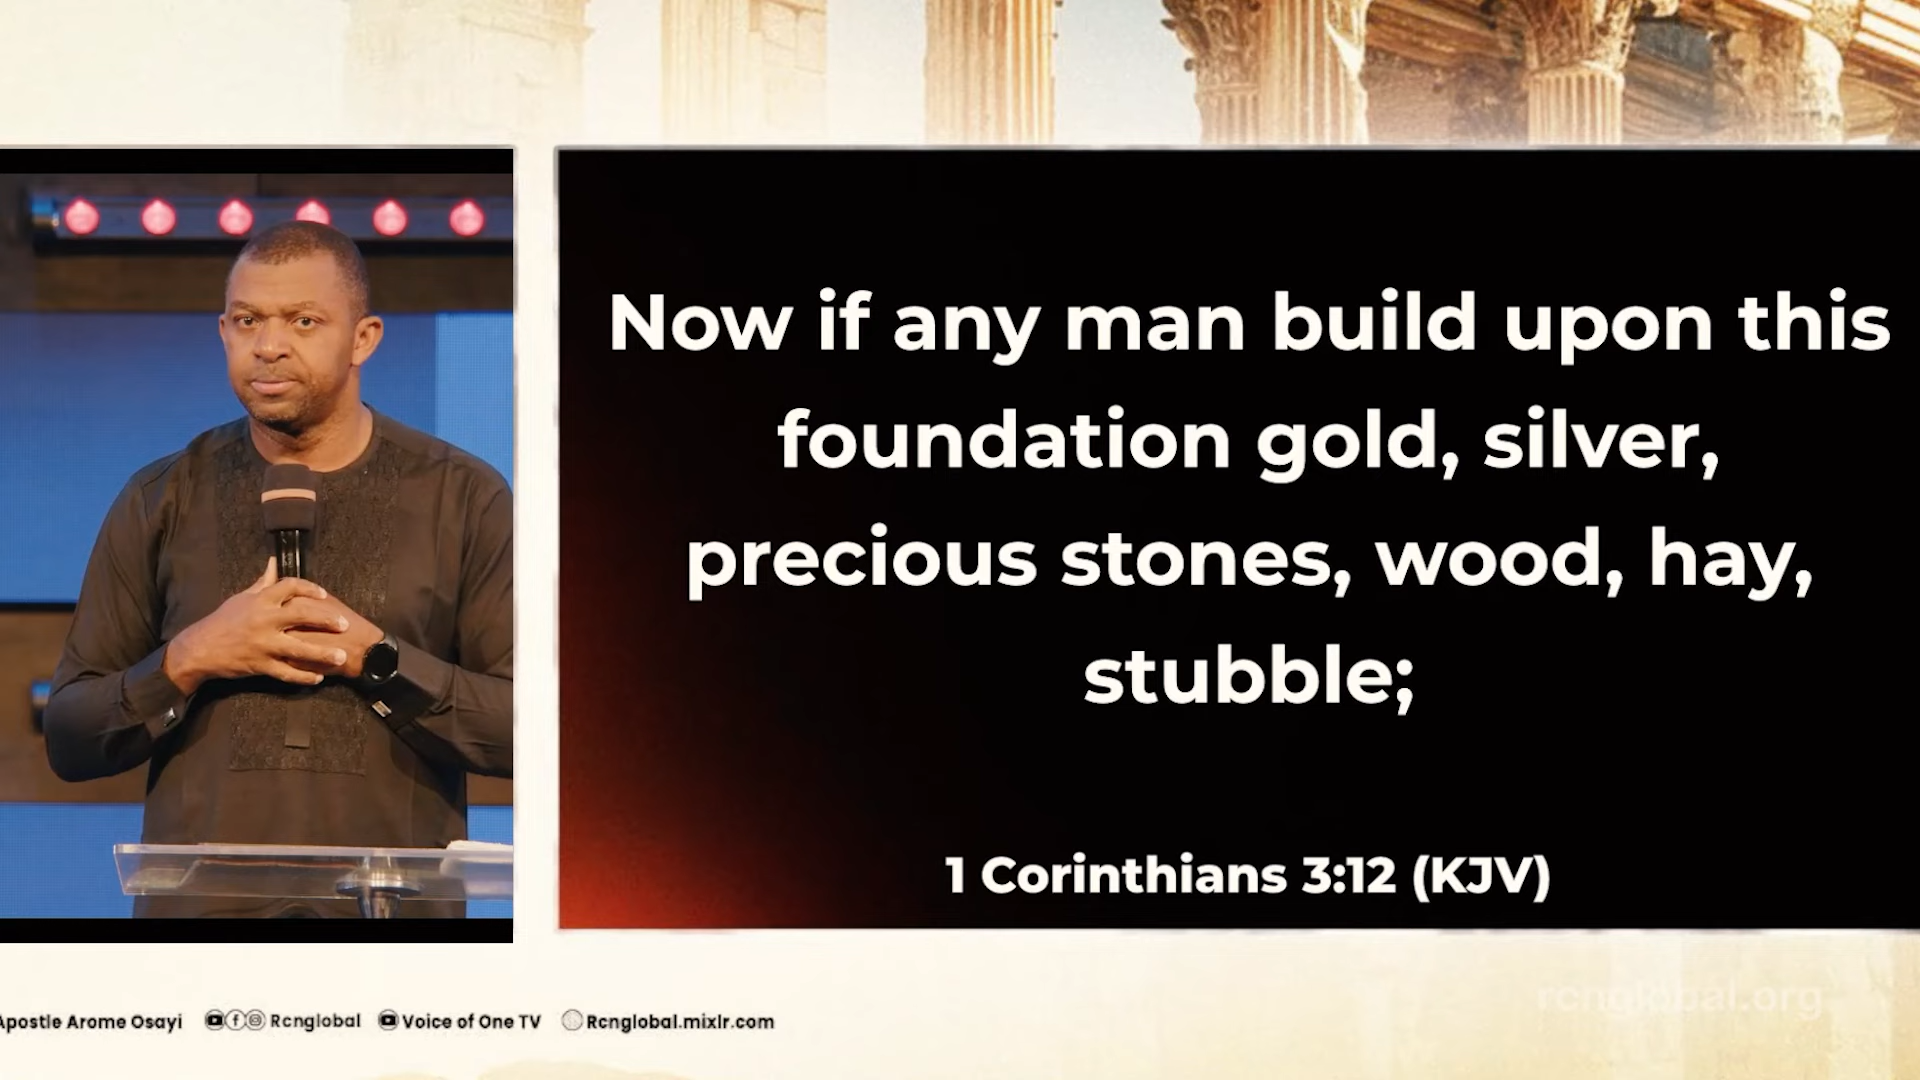 Now if any man build upon this
foundation gold, silver,
precious stones, wood, hay,
stubble;
1 Corinthians 3:12 (KJV)
rcnglobal.org
Apostle Arome Osayi Rcnglobal Voice of One TV Rcnglobal.mixlr.com